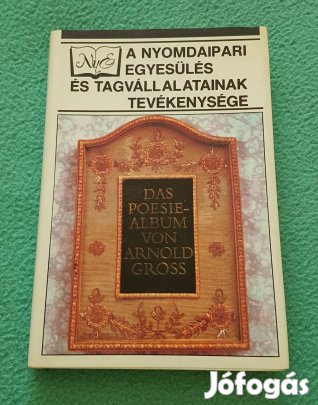 NyE
A NYOMDAIPARI
EGYESÜLÉS
ÉS TAGVÁLLALATAINAK
TEVÉKENYSÉGE
DAS
POESIE-
ALBUM VON
ARNOLD
GROSS
Jófogás